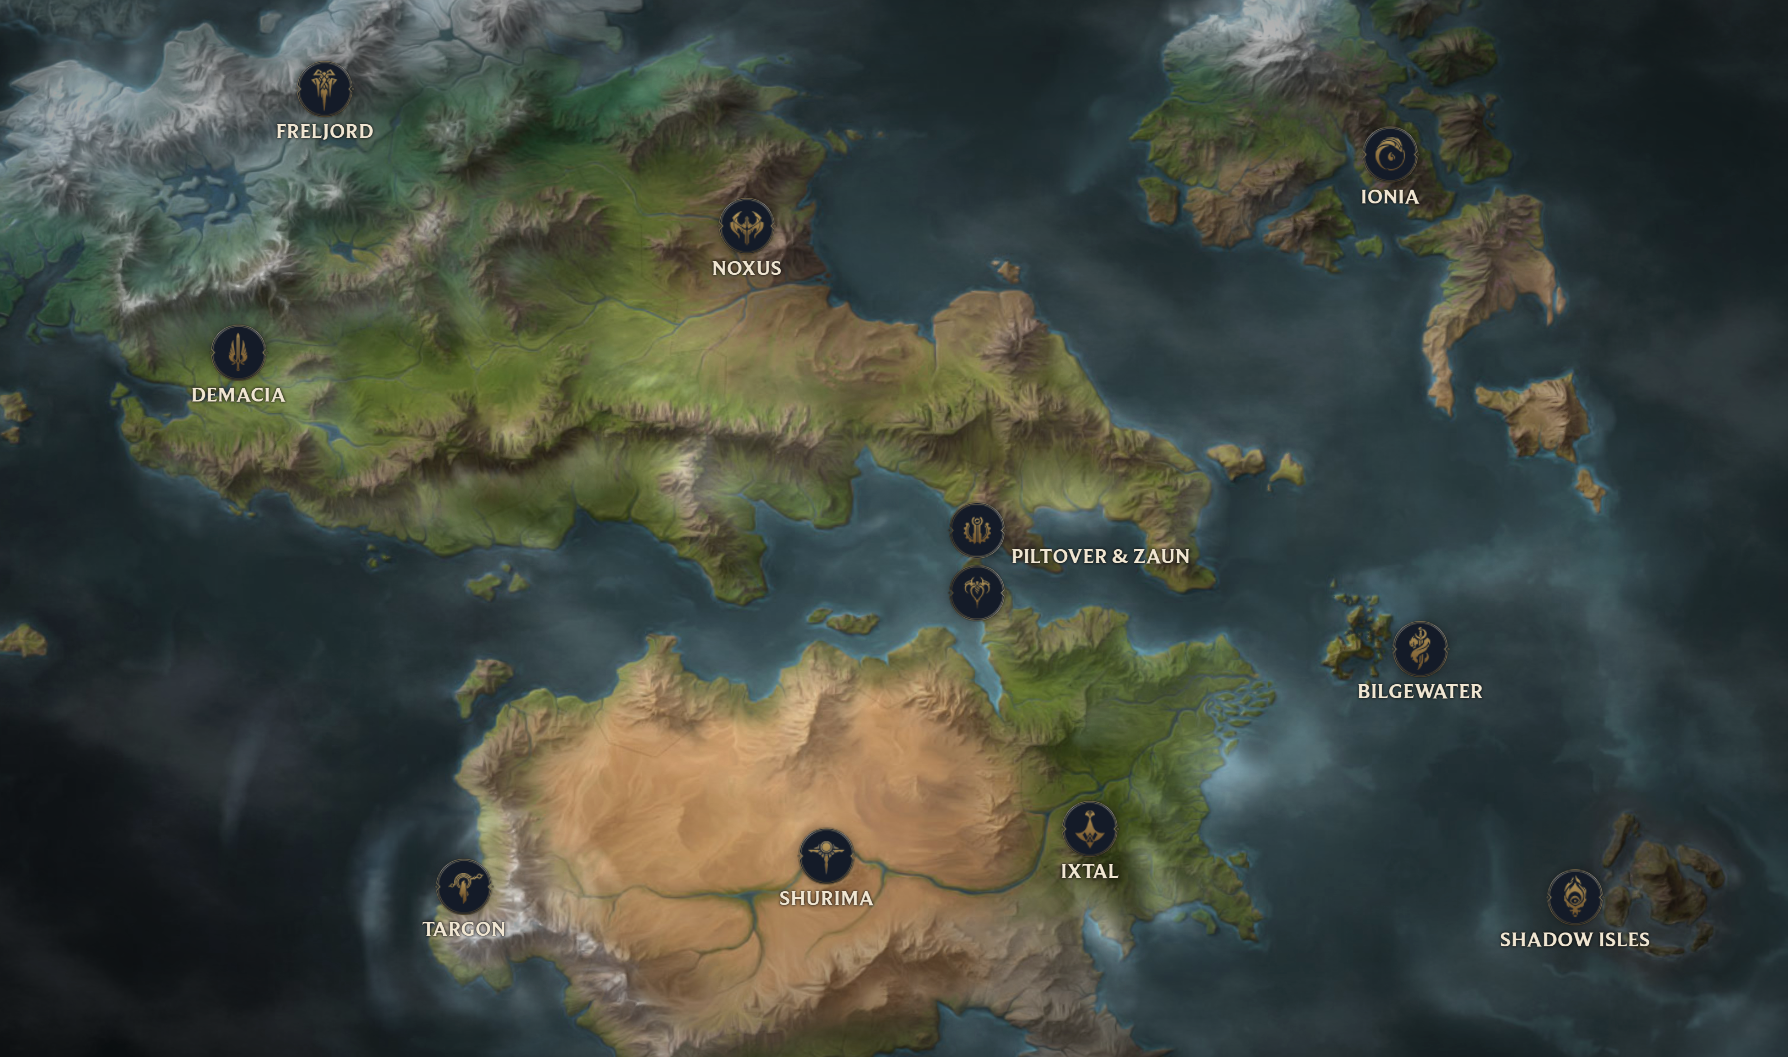 FRELJORD
IONIA
NOXUS
DEMACIA
PILTOVER & ZAUN
BILGEWATER
IXTAL
SHURIMA
TARGON
SHADOW ISLES